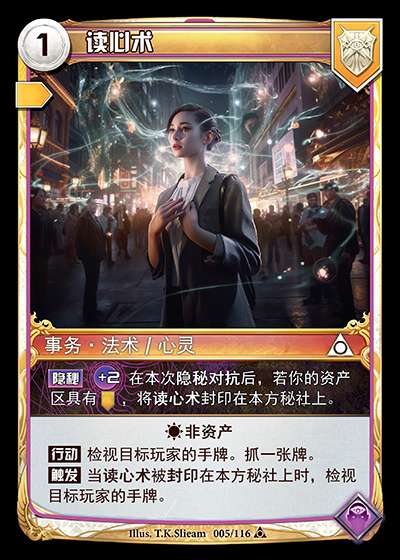 1
读心术
事务·法术/心灵
隐秘 +2 在本次隐秘对抗后，若你的资产
区具有 ，将读心术封印在本方秘社上。
非资产
行动 检视目标玩家的手牌。抓一张牌。
触发 当读心术被封印在本方秘社上时，检视
目标玩家的手牌。
Illus. T.K.Slieam 005/116